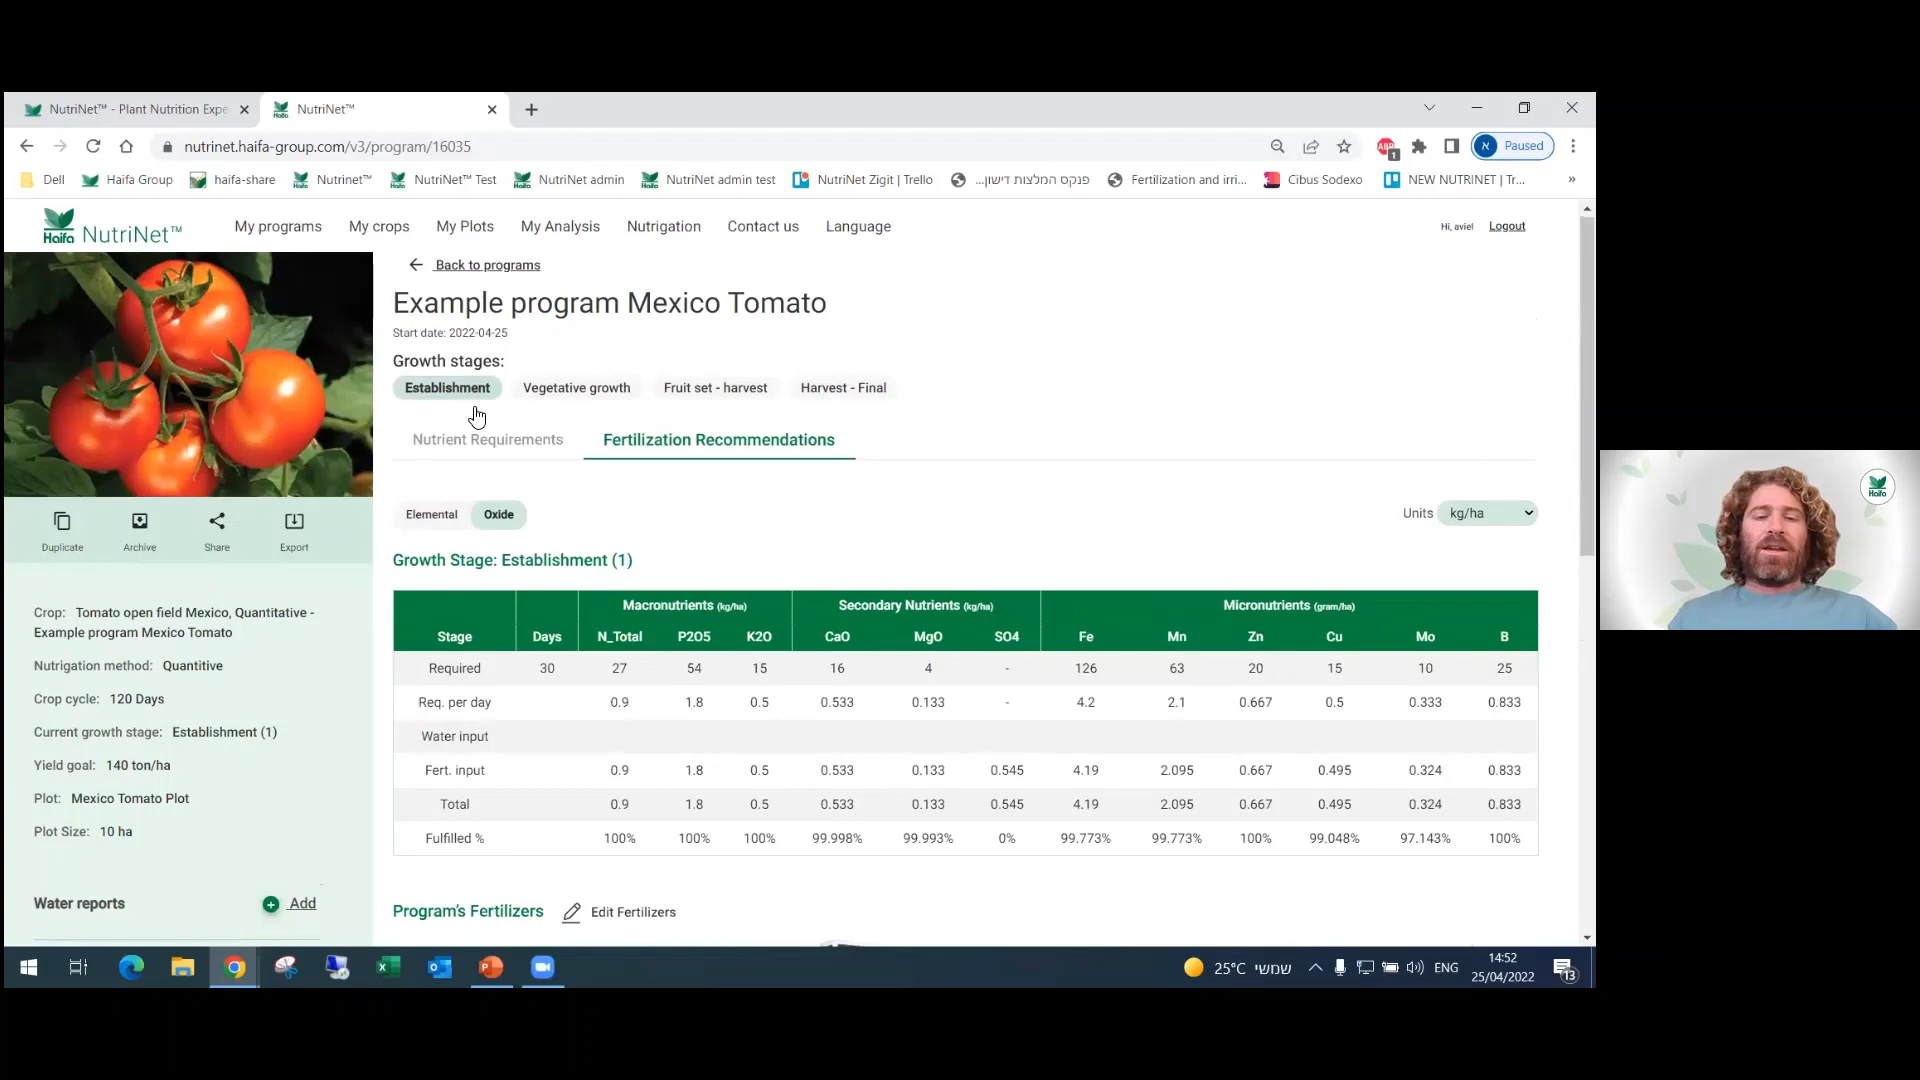 NutriNet™ - Plant Nutrition Expe
NutriNet™
nutrinet.haifa-group.com/v3/program/16035
ABP
1
א
Paused
Dell
Haifa Group
haifa-share
Nutrinet™
NutriNet™ Test
NutriNet admin
NutriNet admin test
NutriNet Zigit | Trello
פנקס המלצות דישון...
Fertilization and irri...
Cibus Sodexo
NEW NUTRINET | Tr...
»
Haifa NutriNet™
My programs
My crops
My Plots
My Analysis
Nutrigation
Contact us
Language
Hi, aviel
Logout
Back to programs
Example program Mexico Tomato
Start date: 2022-04-25
Growth stages:
Establishment
Vegetative growth
Fruit set - harvest
Harvest - Final
Nutrient Requirements
Fertilization Recommendations
Elemental
Oxide
Units kg/ha
Growth Stage: Establishment (1)
Macronutrients (kg/ha) Secondary Nutrients (kg/ha) Micronutrients (gram/ha)
Stage Days N_Total P2O5 K2O CaO MgO SO4 Fe Mn Zn Cu Mo B
Required 30 27 54 15 16 4 - 126 63 20 15 10 25
Req. per day 0.9 1.8 0.5 0.533 0.133 - 4.2 2.1 0.667 0.5 0.333 0.833
Water input
Fert. input 0.9 1.8 0.5 0.533 0.133 0.545 4.19 2.095 0.667 0.495 0.324 0.833
Total 0.9 1.8 0.5 0.533 0.133 0.545 4.19 2.095 0.667 0.495 0.324 0.833
Fulfilled % 100% 100% 100% 99.998% 99.993% 0% 99.773% 99.773% 100% 99.048% 97.143% 100%
Program's Fertilizers
Edit Fertilizers
Duplicate
Archive
Share
Export
Crop: Tomato open field Mexico, Quantitative -
Example program Mexico Tomato
Nutrigation method: Quantitive
Crop cycle: 120 Days
Current growth stage: Establishment (1)
Yield goal: 140 ton/ha
Plot: Mexico Tomato Plot
Plot Size: 10 ha
Water reports
Add
Haifa
25°C שמשי
ENG
14:52
25/04/2022
13